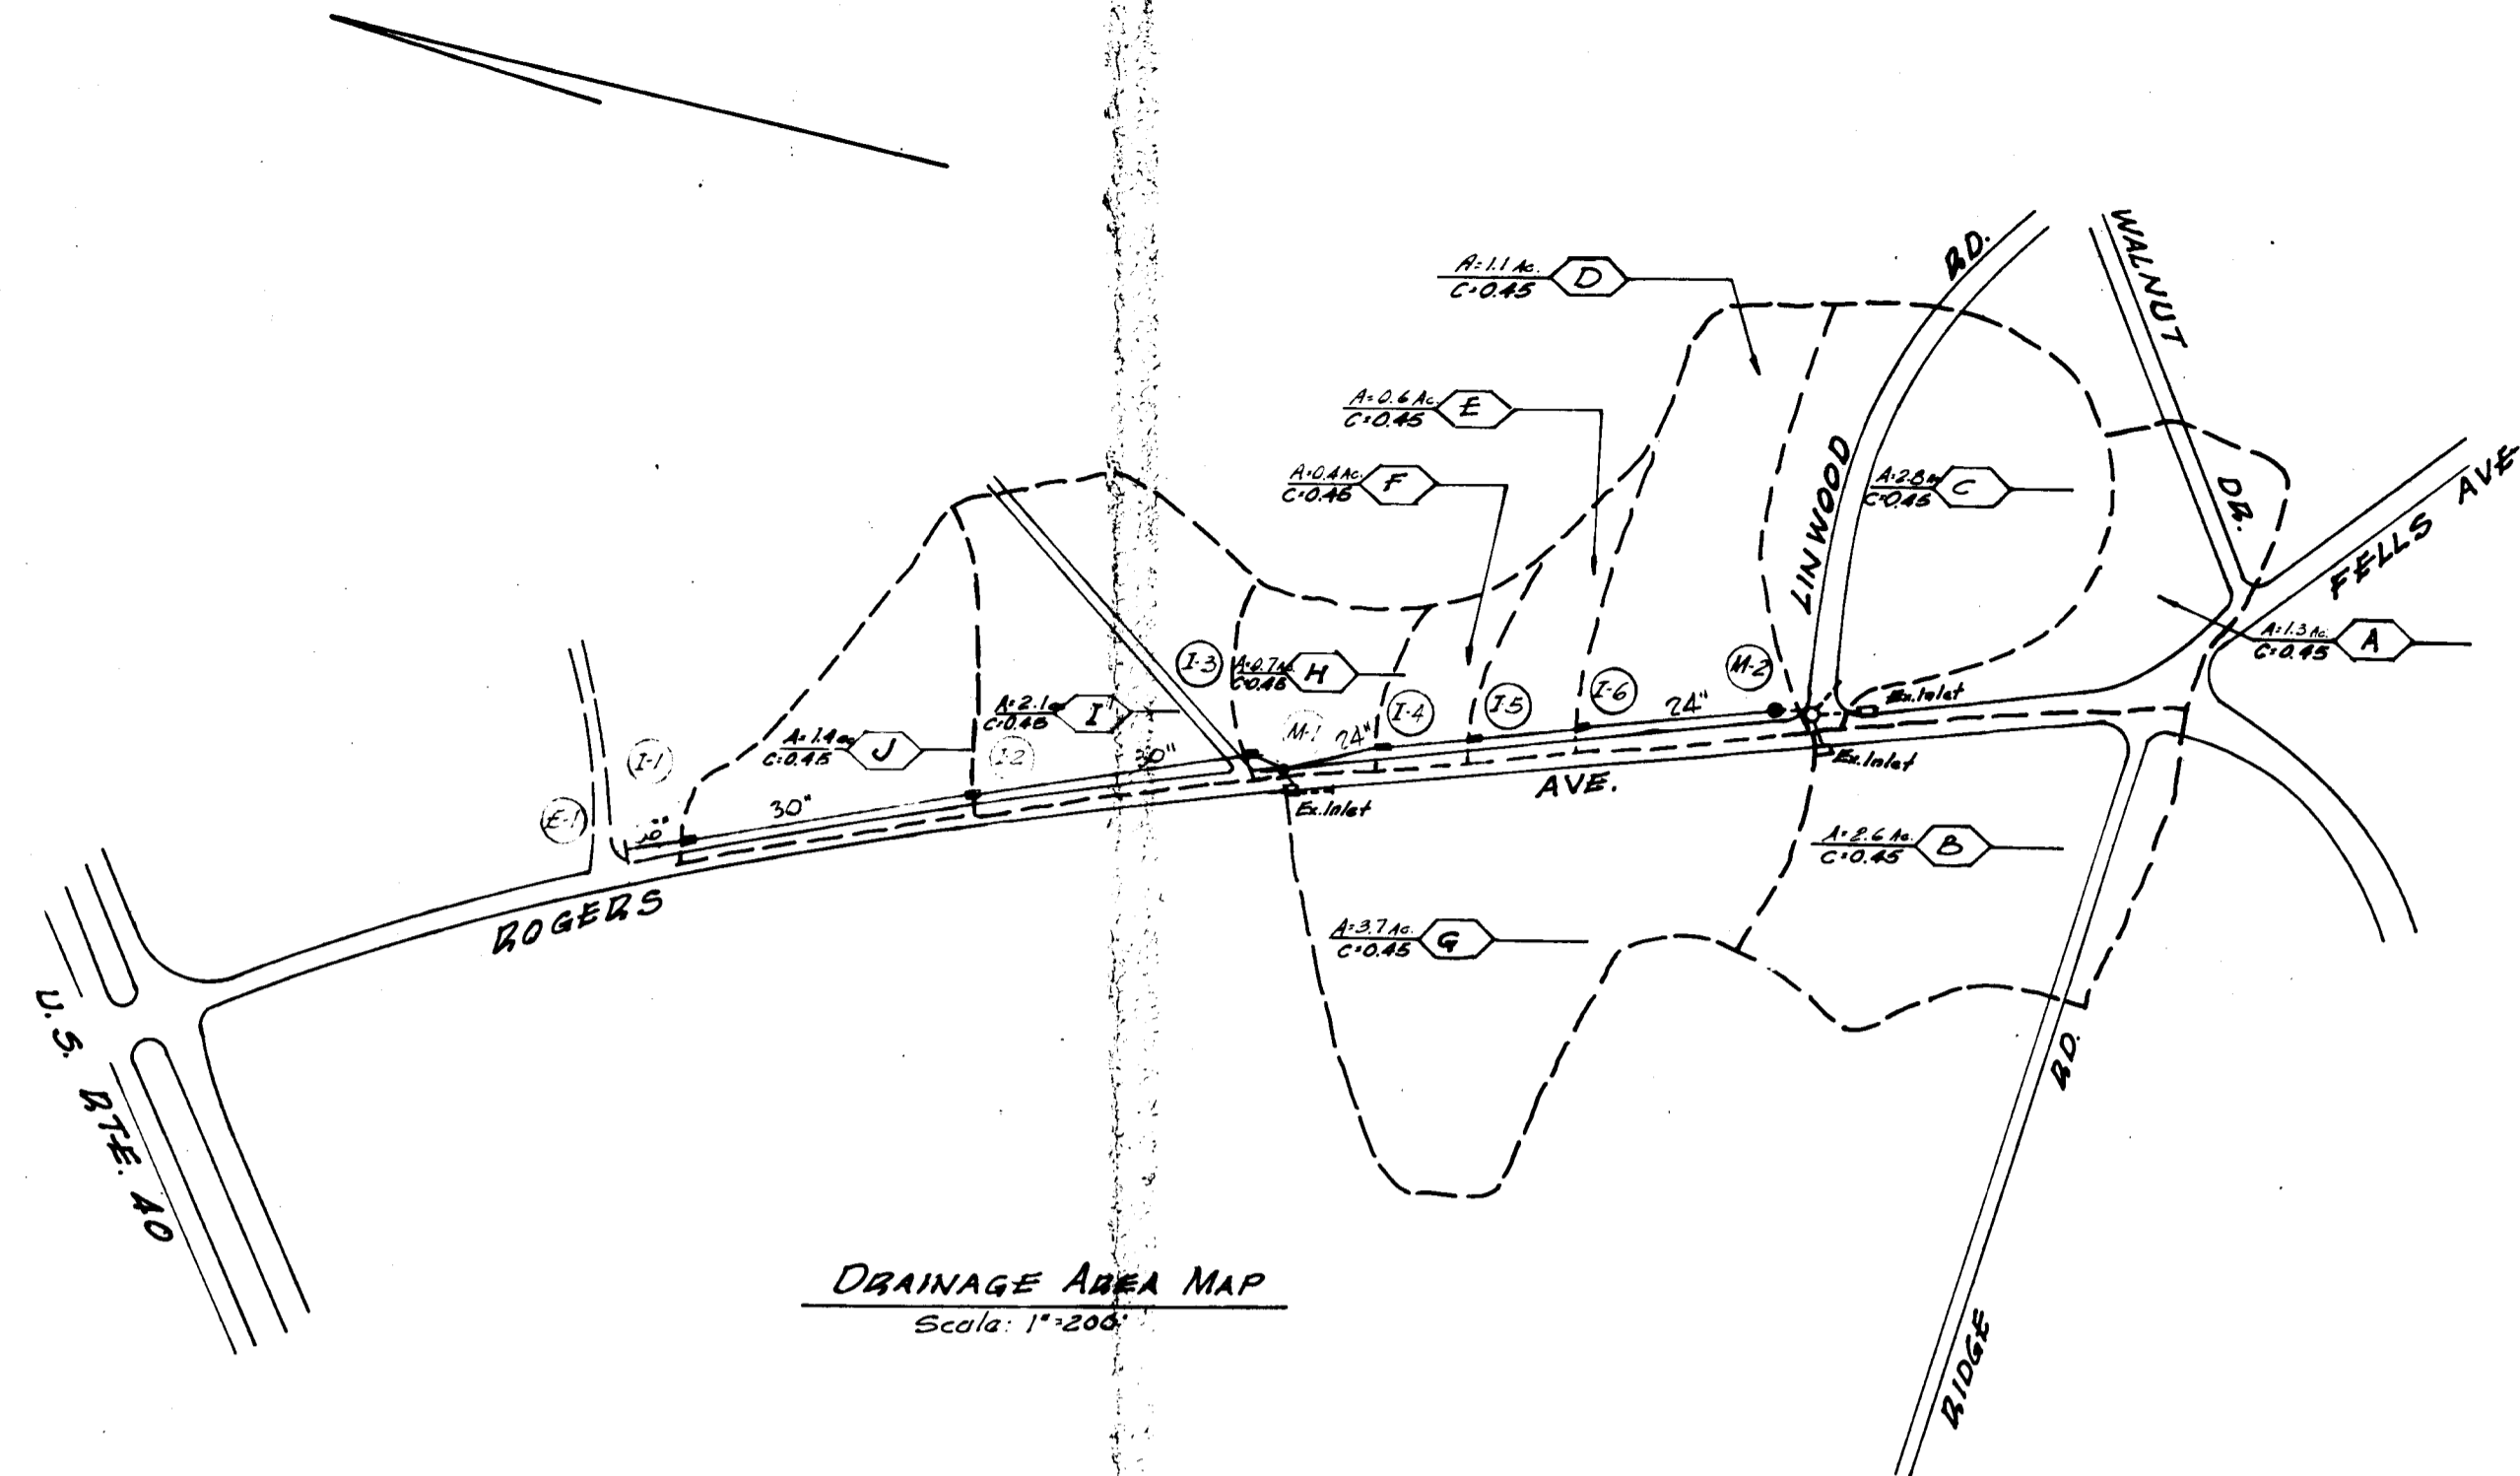 WALNUT
DR.
RD.
LINWOOD
A=1.1 Ac.
C=0.45
D
A=0.6 Ac.
C=0.45
E
A=0.4 Ac.
C=0.45
F
A=2.8
C=0.45
C
FELLS AVE
A=1.3 Ac.
C=0.45
A
I-3
A=0.7
C=0.45
H
M-2
I-6
24"
Ex. Inlet
I-4
I-5
A=2.1
C=0.45
I
M-1
24"
30"
A=1.4
C=0.45
J
I-2
I-1
E-1
30"
Ex. Inlet
Ex. Inlet
AVE.
ROGERS
A=2.6 Ac.
C=0.45
B
A=3.7 Ac.
C=0.45
G
U.S. RTE. 40
RD.
RIDGE
DRAINAGE AREA MAP
Scale: 1"=200'